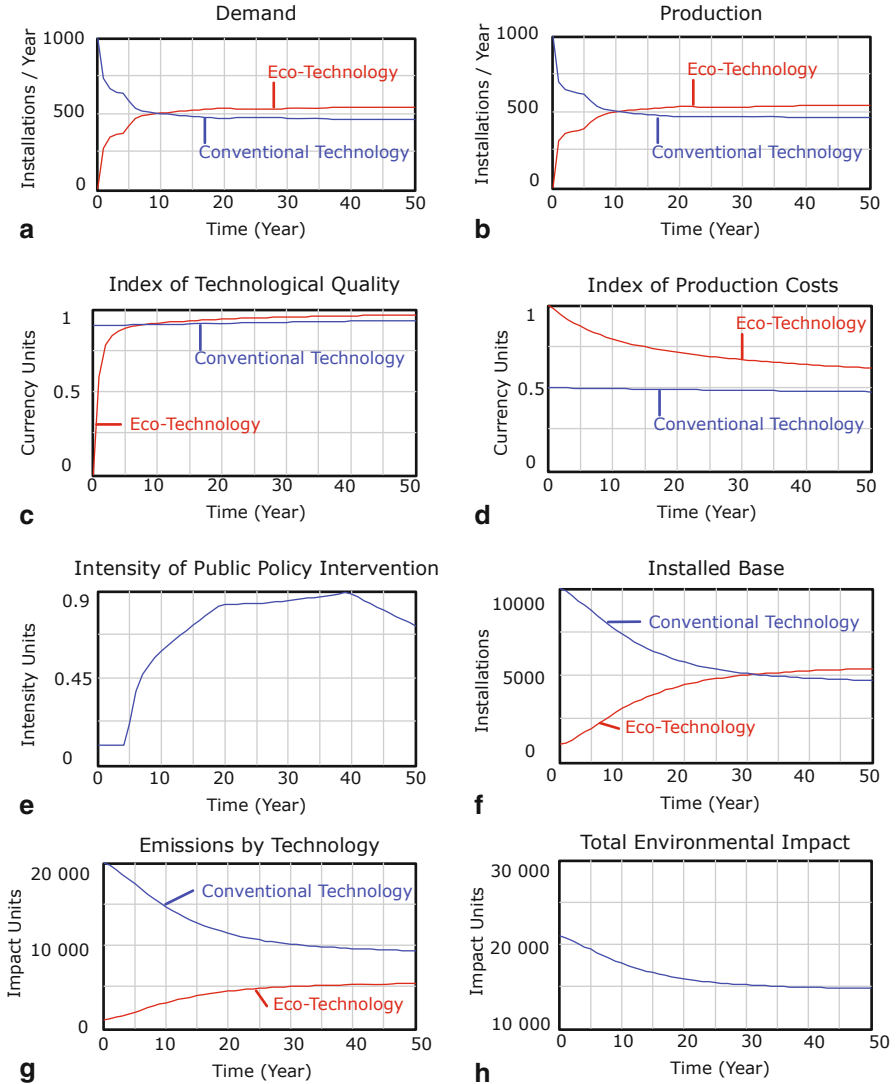 Demand
Installations / Year
1000
500
0
Eco-Technology
Conventional Technology
0 10 20 30 40 50
Time (Year)
a
Production
Installations / Year
1000
500
0
Eco-Technology
Conventional Technology
0 10 20 30 40 50
Time (Year)
b
Index of Technological Quality
Currency Units
1
0.5
0
Conventional Technology
Eco-Technology
0 10 20 30 40 50
Time (Year)
c
Index of Production Costs
Currency Units
1
0.5
0
Eco-Technology
Conventional Technology
0 10 20 30 40 50
Time (Year)
d
Intensity of Public Policy Intervention
Intensity Units
0.9
0.45
0
0 10 20 30 40 50
Time (Year)
e
Installed Base
Installations
10000
5000
0
Conventional Technology
Eco-Technology
0 10 20 30 40 50
Time (Year)
f
Emissions by Technology
Impact Units
20 000
10 000
0
Conventional Technology
Eco-Technology
0 10 20 30 40 50
Time (Year)
g
Total Environmental Impact
Impact Units
30 000
20 000
10 000
0 10 20 30 40 50
Time (Year)
h